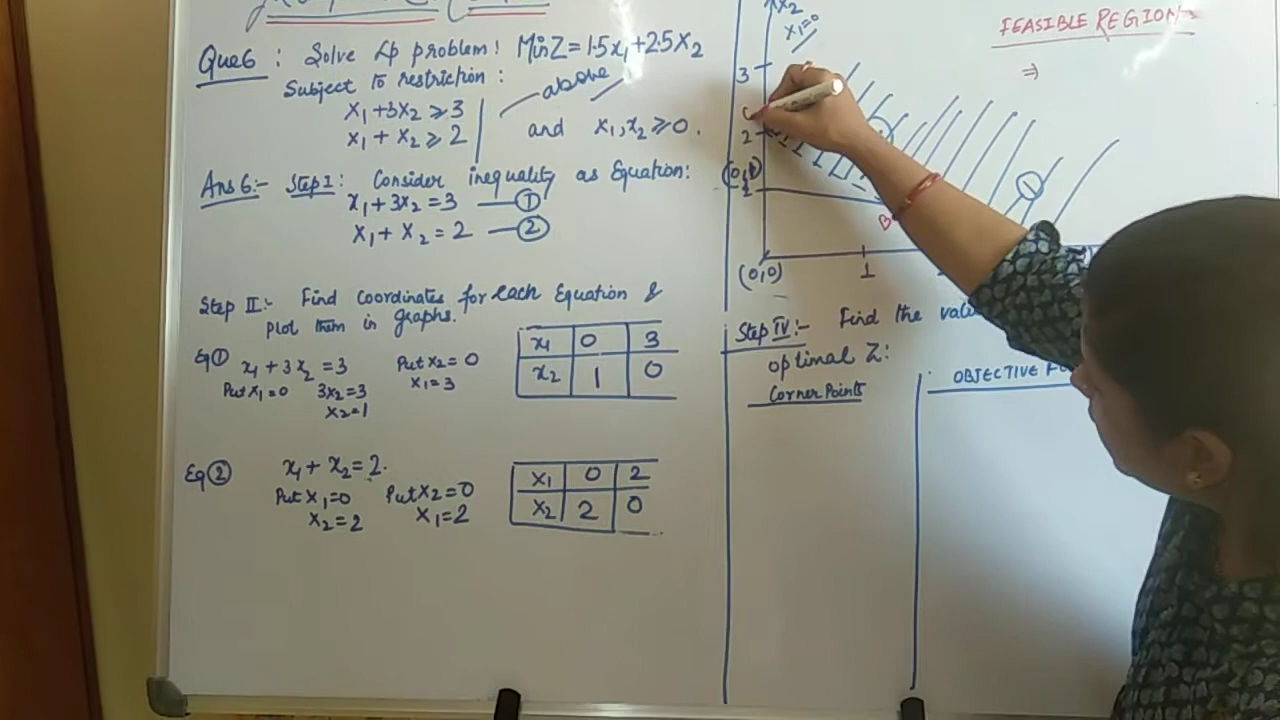 Que6 : Solve Lp problem! Min Z = 1.5x₁+2.5X₂
Subject to restriction :
above
X₁ +3X₂ ⩾ 3
X₁ + X₂ ⩾ 2
and x₁,x₂ ⩾ 0.
Ans 6:- Step I: Consider inequality as Equation:
x₁+3X₂ = 3 —①
X₁+ X₂ = 2 —②
Step II:- Find Coordinates for each Equation &
Plot them in graphs.
Eq① x₁ + 3x₂ = 3
Put X₂ = 0
Put X₁ = 0 3X₂=3
X₁=3
X₂=1
x₁ 0 3
x₂ 1 0
Eq② x₁ + x₂ = 2.
Put X₁=0 Put X₂=0
X₂=2 X₁=2
X₁ 0 2
X₂ 2 0
X₂
X₁=0
FEASIBLE REGION
⇒
3
2
1
B
(0,0)
1
Step IV:- Find the
optimal Z:
Corner Points
OBJECTIVE